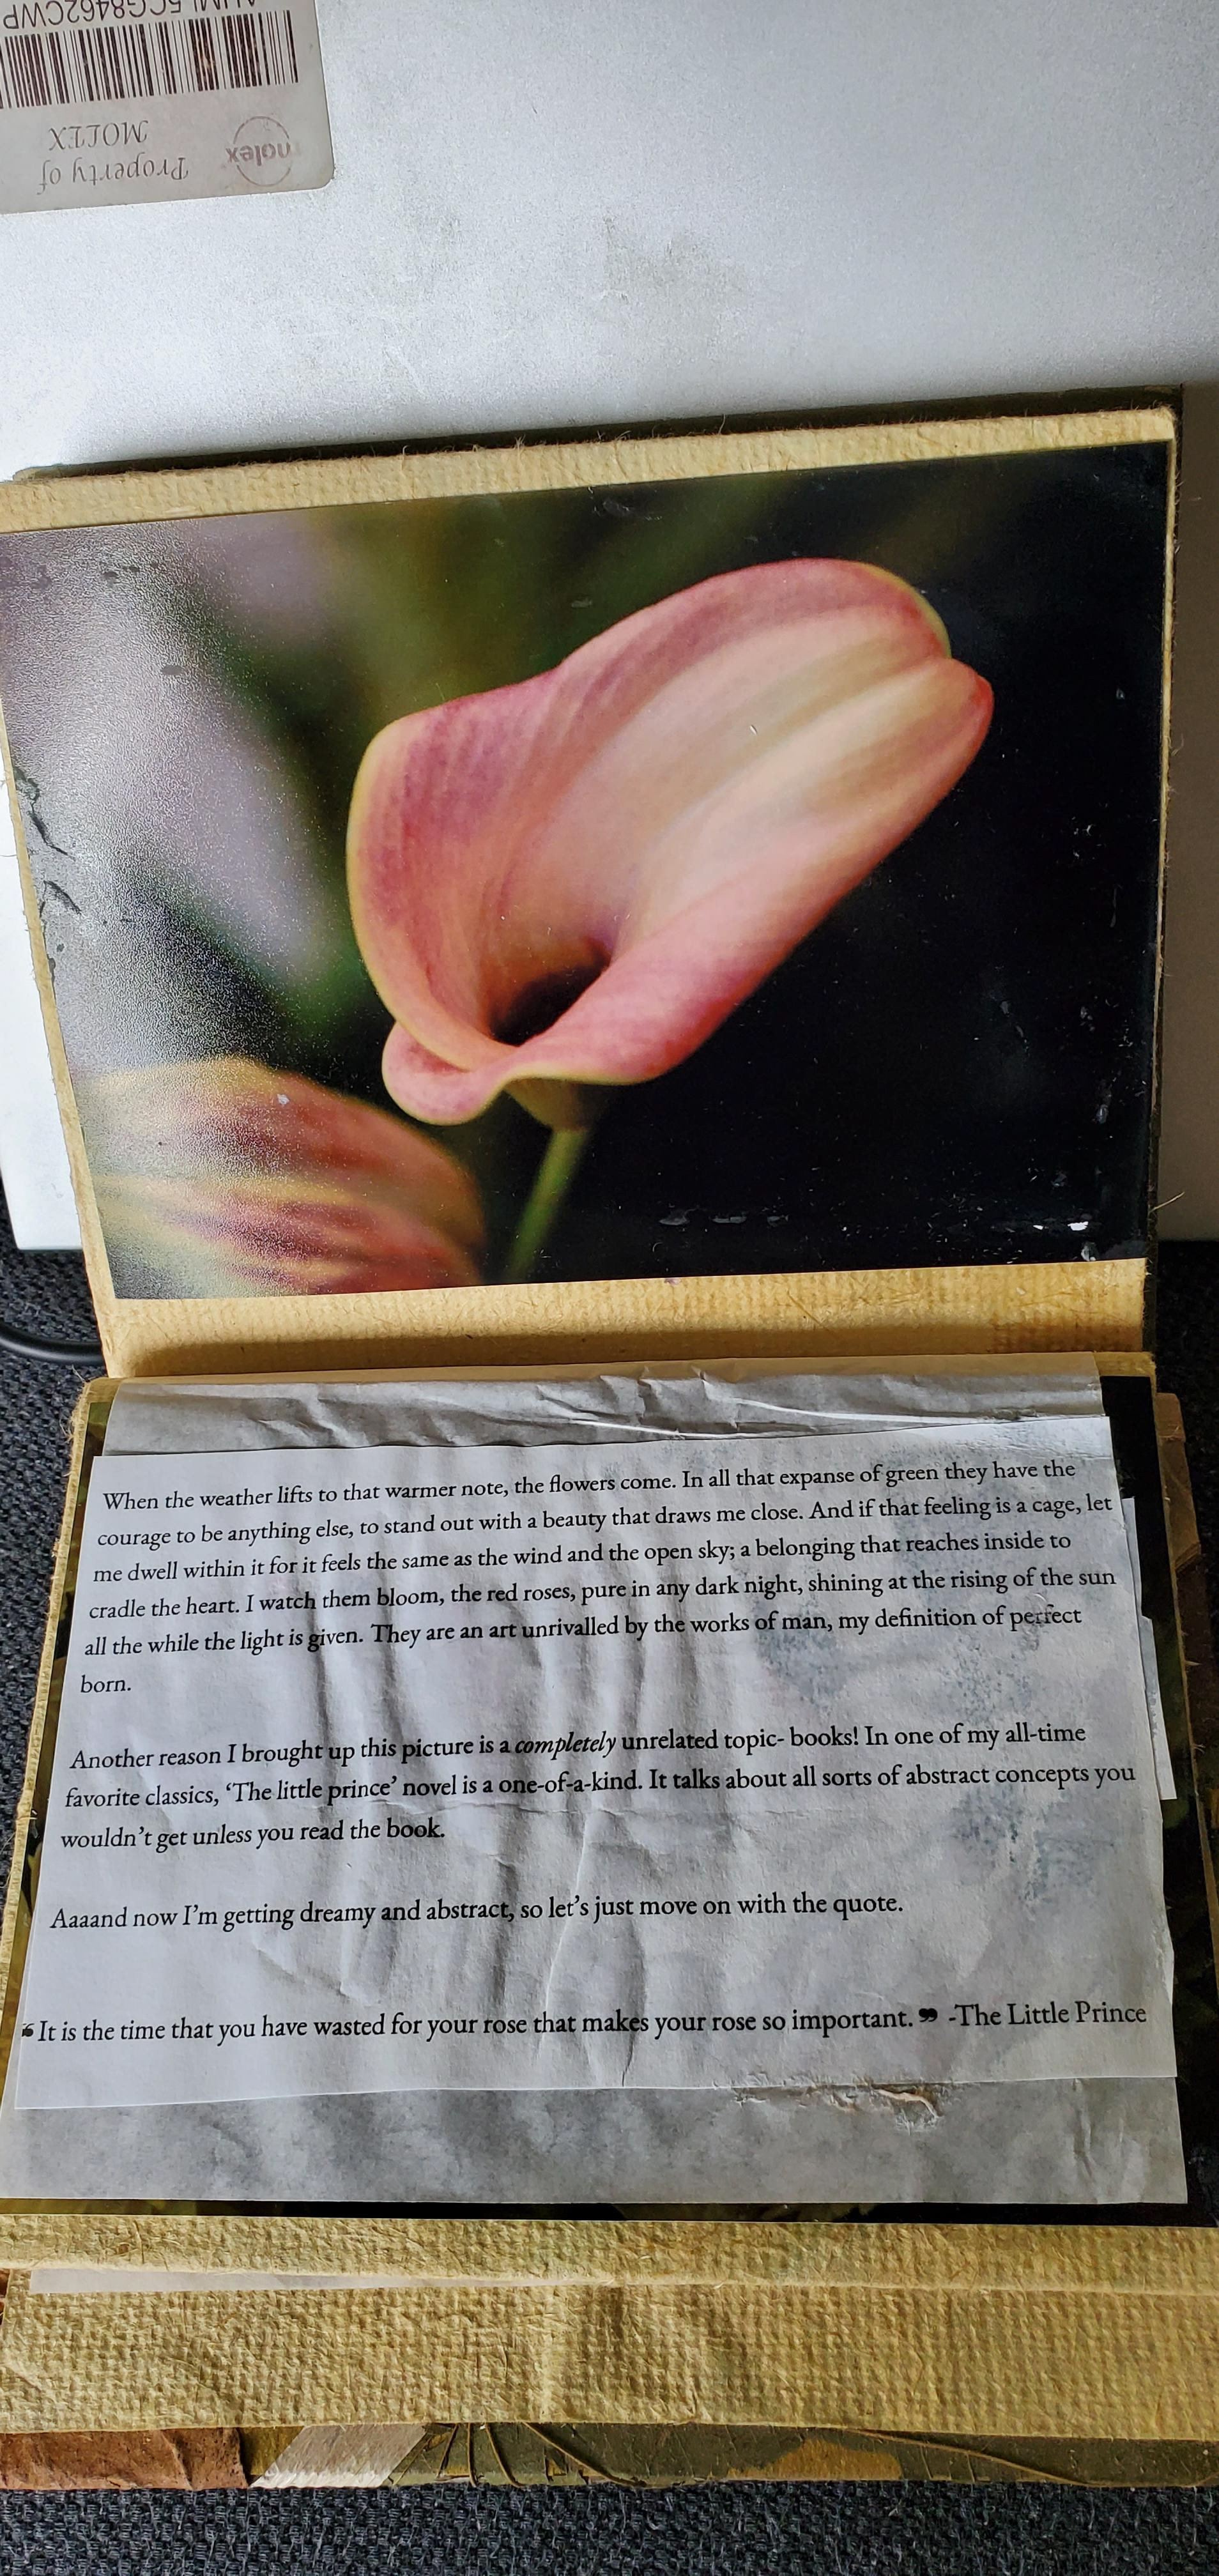 AHML5CG8462CWP
Property of
MOLEX
molex
When the weather lifts to that warmer note, the flowers come. In all that expanse of green they have the
courage to be anything else, to stand out with a beauty that draws me close. And if that feeling is a cage, let
me dwell within it for it feels the same as the wind and the open sky; a belonging that reaches inside to
cradle the heart. I watch them bloom, the red roses, pure in any dark night, shining at the rising of the sun
all the while the light is given. They are an art unrivalled by the works of man, my definition of perfect
born.
Another reason I brought up this picture is a completely unrelated topic- books! In one of my all-time
favorite classics, ‘The little prince’ novel is a one-of-a-kind. It talks about all sorts of abstract concepts you
wouldn’t get unless you read the book.
Aaaand now I’m getting dreamy and abstract, so let’s just move on with the quote.
❝It is the time that you have wasted for your rose that makes your rose so important.❞ -The Little Prince